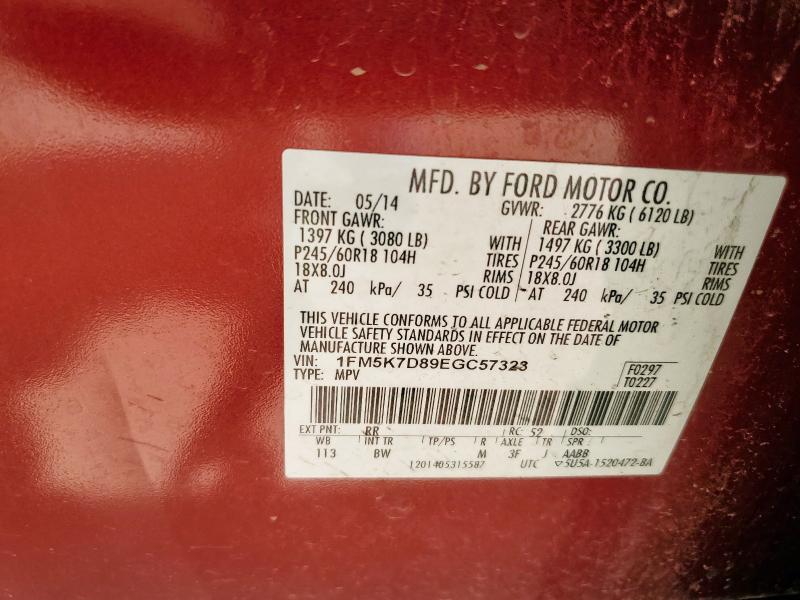 MFD. BY FORD MOTOR CO.
DATE: 05/14 GVWR: 2776 KG ( 6120 LB)
FRONT GAWR: REAR GAWR:
1397 KG ( 3080 LB) WITH 1497 KG ( 3300 LB) WITH
P245/60R18 104H TIRES P245/60R18 104H TIRES
18X8.0J RIMS 18X8.0J RIMS
AT 240 kPa/ 35 PSI COLD AT 240 kPa/ 35 PSI COLD
THIS VEHICLE CONFORMS TO ALL APPLICABLE FEDERAL MOTOR
VEHICLE SAFETY STANDARDS IN EFFECT ON THE DATE OF
MANUFACTURE SHOWN ABOVE.
VIN: 1FM5K7D89EGC57323 F0297
TYPE: MPV T0227
EXT PNT: RR RC: 52 DSO:
WB INT TR TP/PS R AXLE TR SPR
113 BW M 3F J AABB
1201405315587 UTC 5U5A-1520472-BA